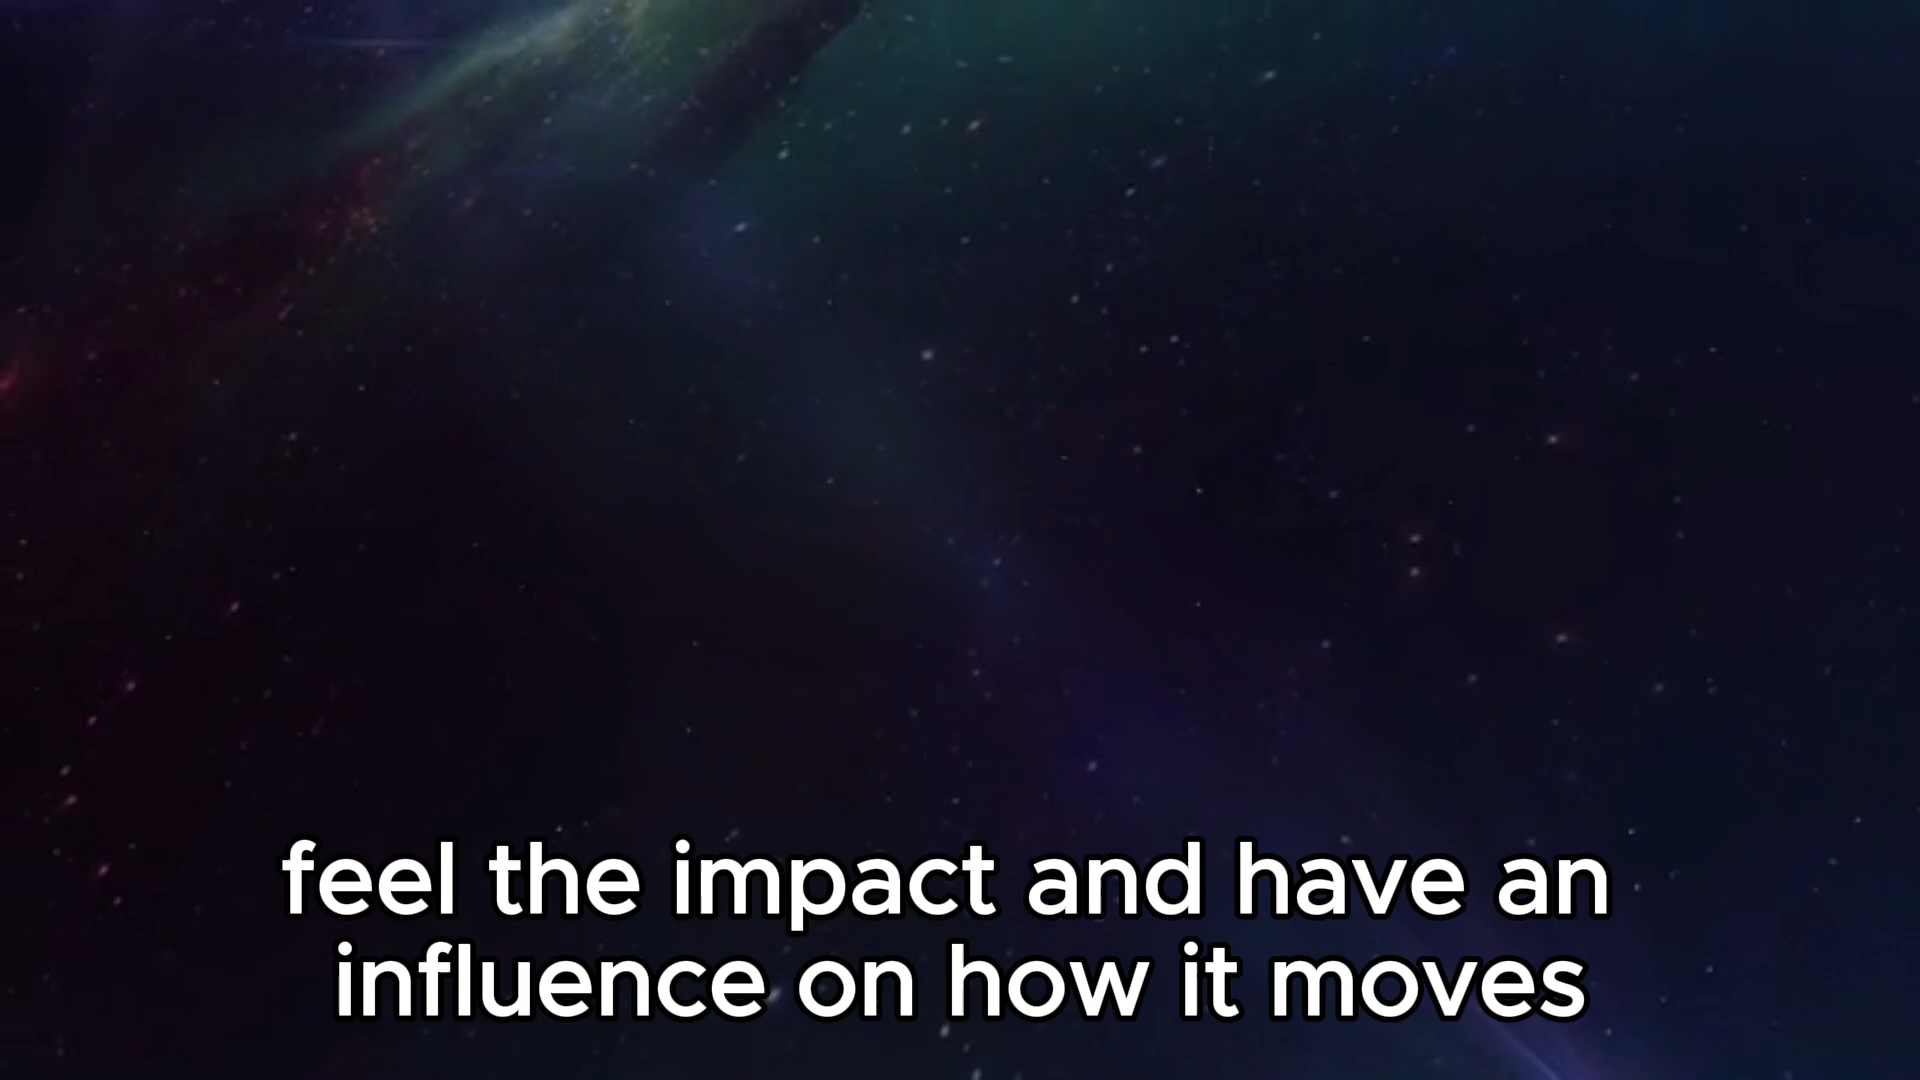 feel the impact and have an
influence on how it moves